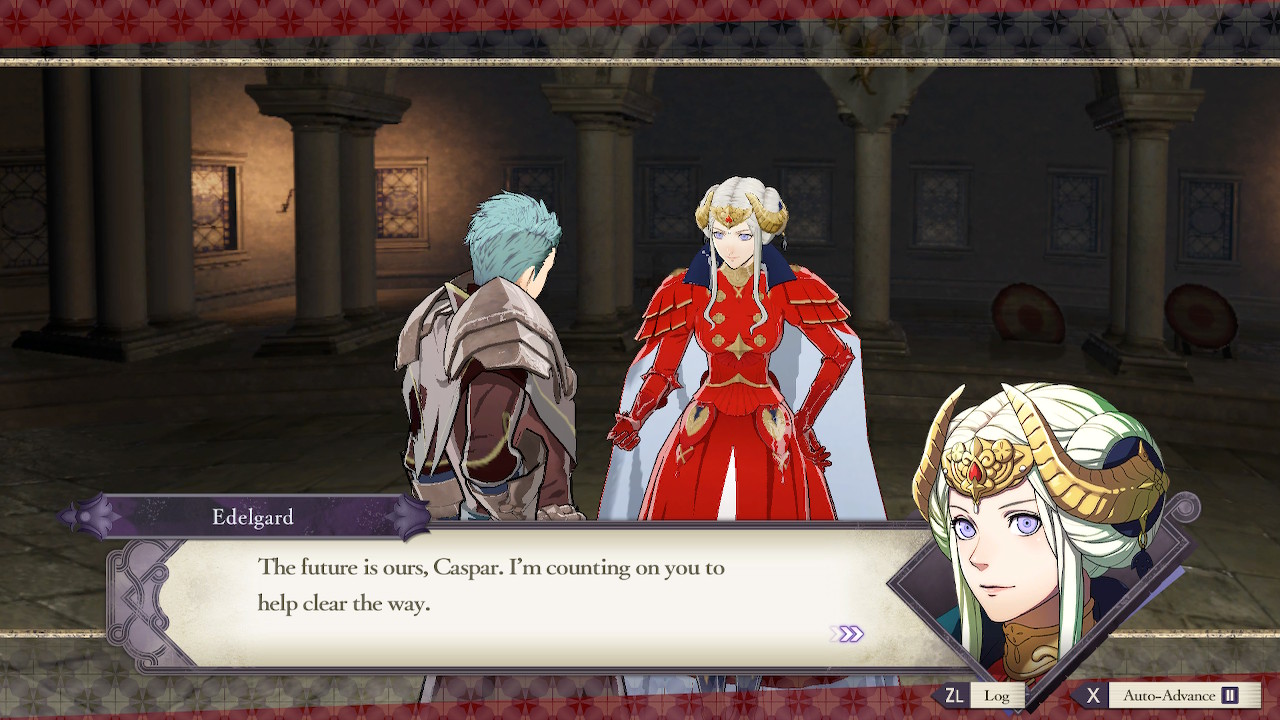 Edelgard
The future is ours, Caspar. I'm counting on you to
help clear the way.
ZL Log X Auto-Advance